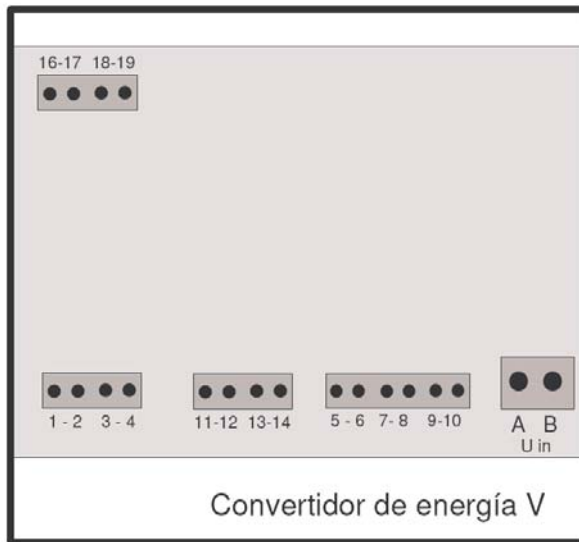 16-17 18-19
1 - 2 3 - 4 11-12 13-14 5 - 6 7- 8 9-10 A B
U in
Convertidor de energía V